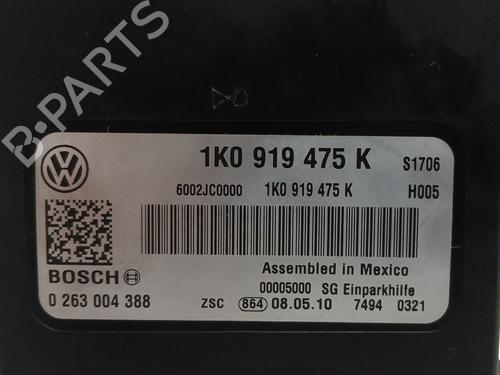 B-PARTS
1K0 919 475 K S1706
6002JC0000 1K0 919 475 K H005
BOSCH
Assembled in Mexico
00005000 SG Einparkhilfe
0 263 004 388 ZSC 864 08.05.10 7494 0321